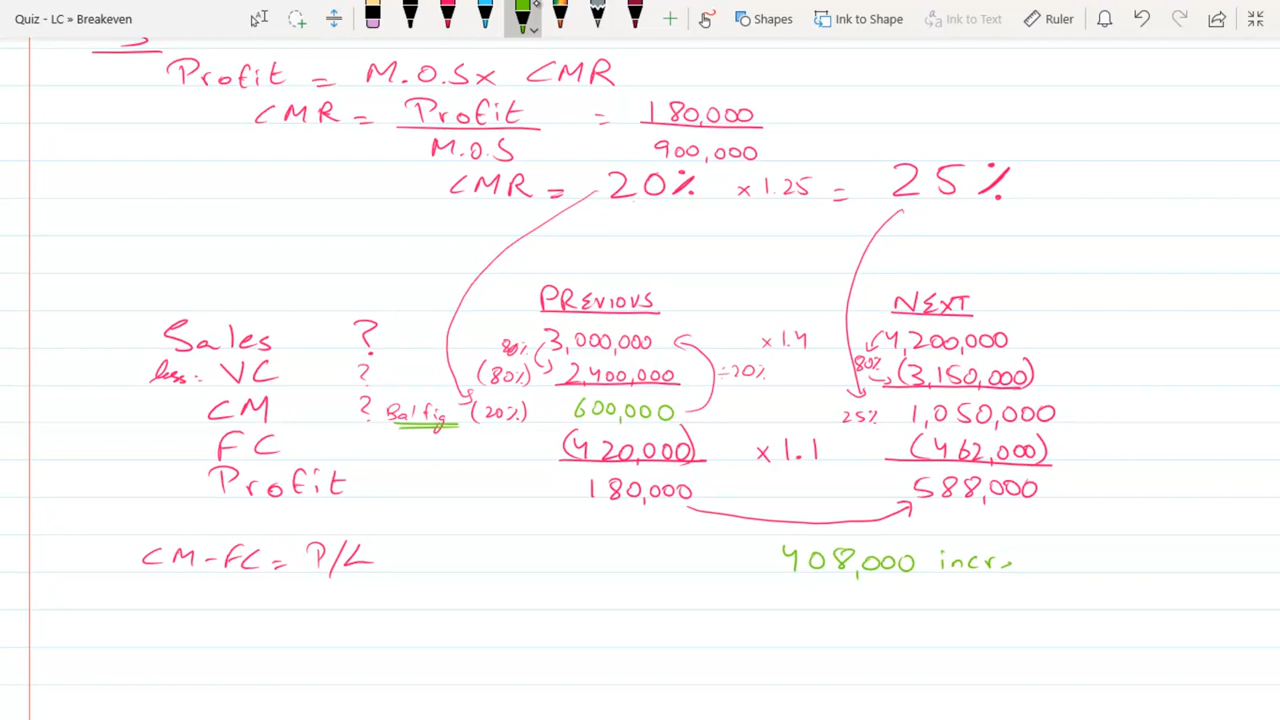 Quiz - LC » Breakeven
Shapes Ink to Shape Ink to Text Ruler
Profit = M.O.S x CMR
CMR = Profit / M.O.S = 180,000 / 900,000
CMR = 20% x 1.25 = 25%
PREVIOUS NEXT
Sales ? 80% 3,000,000 x 1.4 4,200,000
less: VC ? (80%) 2,400,000 ÷20% 80% (3,150,000)
CM ? Bal fig (20%) 600,000 25% 1,050,000
FC (420,000) x 1.1 (462,000)
Profit 180,000 588,000
CM - FC = P/L 408,000 incr